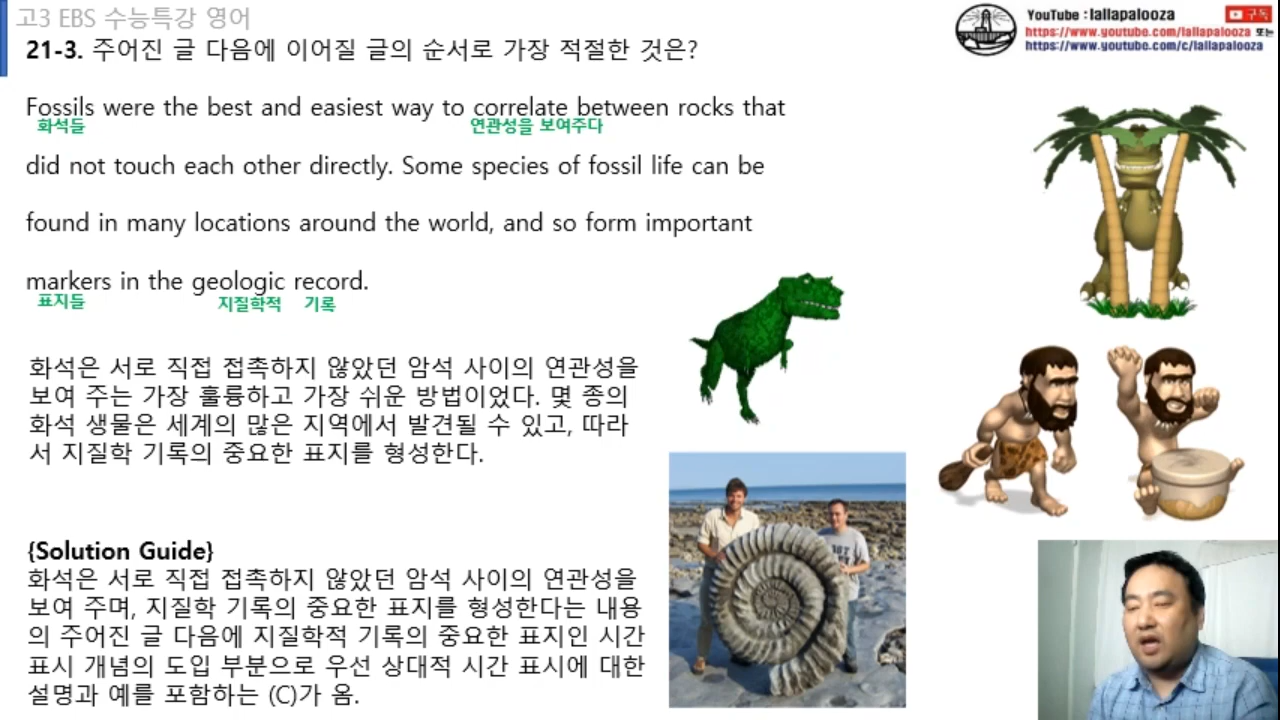 고3 EBS 수능특강 영어
21-3. 주어진 글 다음에 이어질 글의 순서로 가장 적절한 것은?
YouTube : lallapalooza
구독
https://www.youtube.com/lallapalooza 또는
https://www.youtube.com/c/lallapalooza
Fossils were the best and easiest way to correlate between rocks that
화석들 연관성을 보여주다
did not touch each other directly. Some species of fossil life can be
found in many locations around the world, and so form important
markers in the geologic record.
표지들 지질학적 기록
화석은 서로 직접 접촉하지 않았던 암석 사이의 연관성을
보여 주는 가장 훌륭하고 가장 쉬운 방법이었다. 몇 종의
화석 생물은 세계의 많은 지역에서 발견될 수 있고, 따라
서 지질학 기록의 중요한 표지를 형성한다.
{Solution Guide}
화석은 서로 직접 접촉하지 않았던 암석 사이의 연관성을
보여 주며, 지질학 기록의 중요한 표지를 형성한다는 내용
의 주어진 글 다음에 지질학적 기록의 중요한 표지인 시간
표시 개념의 도입 부분으로 우선 상대적 시간 표시에 대한
설명과 예를 포함하는 (C)가 옴.